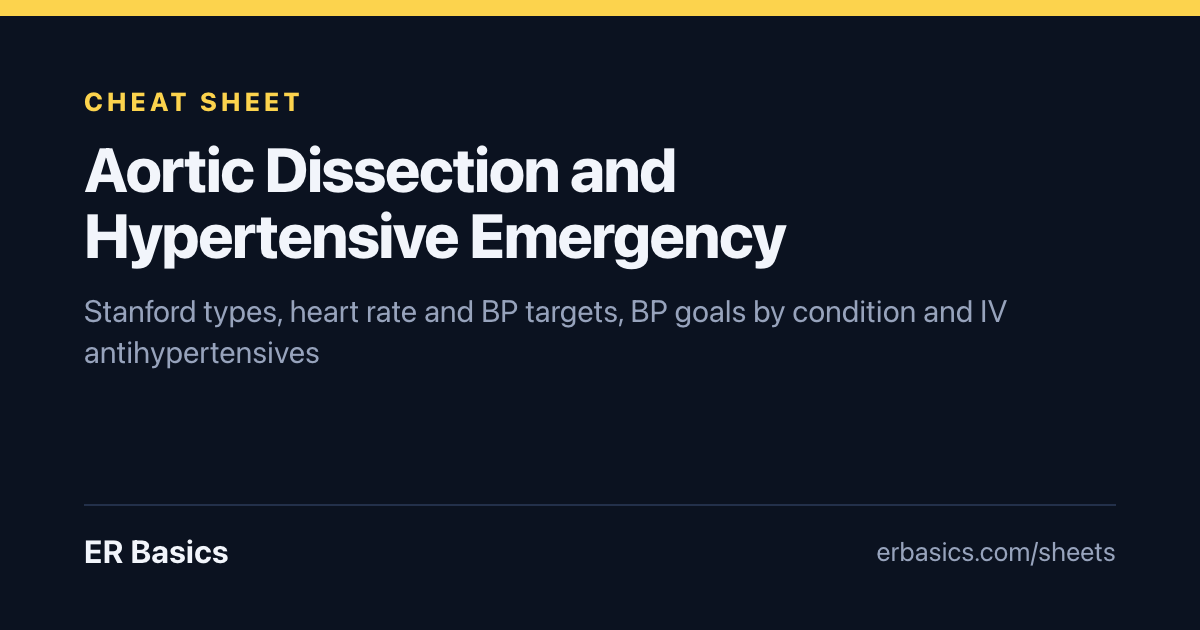 CHEAT SHEET
Aortic Dissection and
Hypertensive Emergency
Stanford types, heart rate and BP targets, BP goals by condition and IV
antihypertensives
ER Basics
erbasics.com/sheets